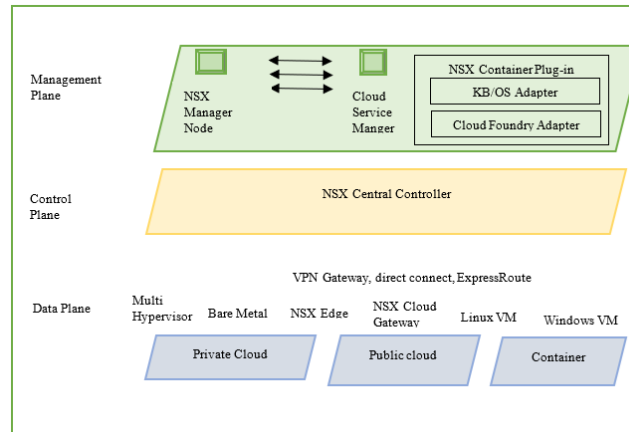 Management
Plane
NSX
Manager
Node
Cloud
Service
Manger
NSX Container Plug-in
KB/OS Adapter
Cloud Foundry Adapter
Control
Plane
NSX Central Controller
VPN Gateway, direct connect, ExpressRoute
Data Plane
Multi
Hypervisor
Bare Metal
NSX Edge
NSX Cloud
Gateway
Linux VM
Windows VM
Private Cloud
Public cloud
Container